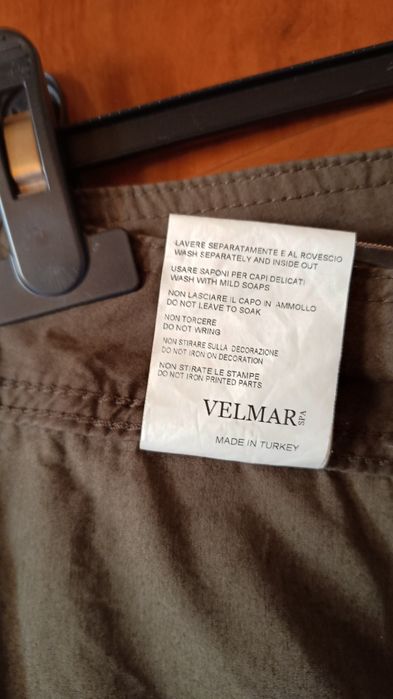 LAVERE SEPARATAMENTE E AL ROVESCIO
WASH SEPARATELY AND INSIDE OUT
USARE SAPONI PER CAPI DELICATI
WASH WITH MILD SOAPS
NON LASCIARE IL CAPO IN AMMOLLO
DO NOT LEAVE TO SOAK
NON TORCERE
DO NOT WRING
NON STIRARE SULLA DECORAZIONE
DO NOT IRON ON DECORATION
NON STIRATE LE STAMPE
DO NOT IRON PRINTED PARTS
VELMAR SPA
MADE IN TURKEY